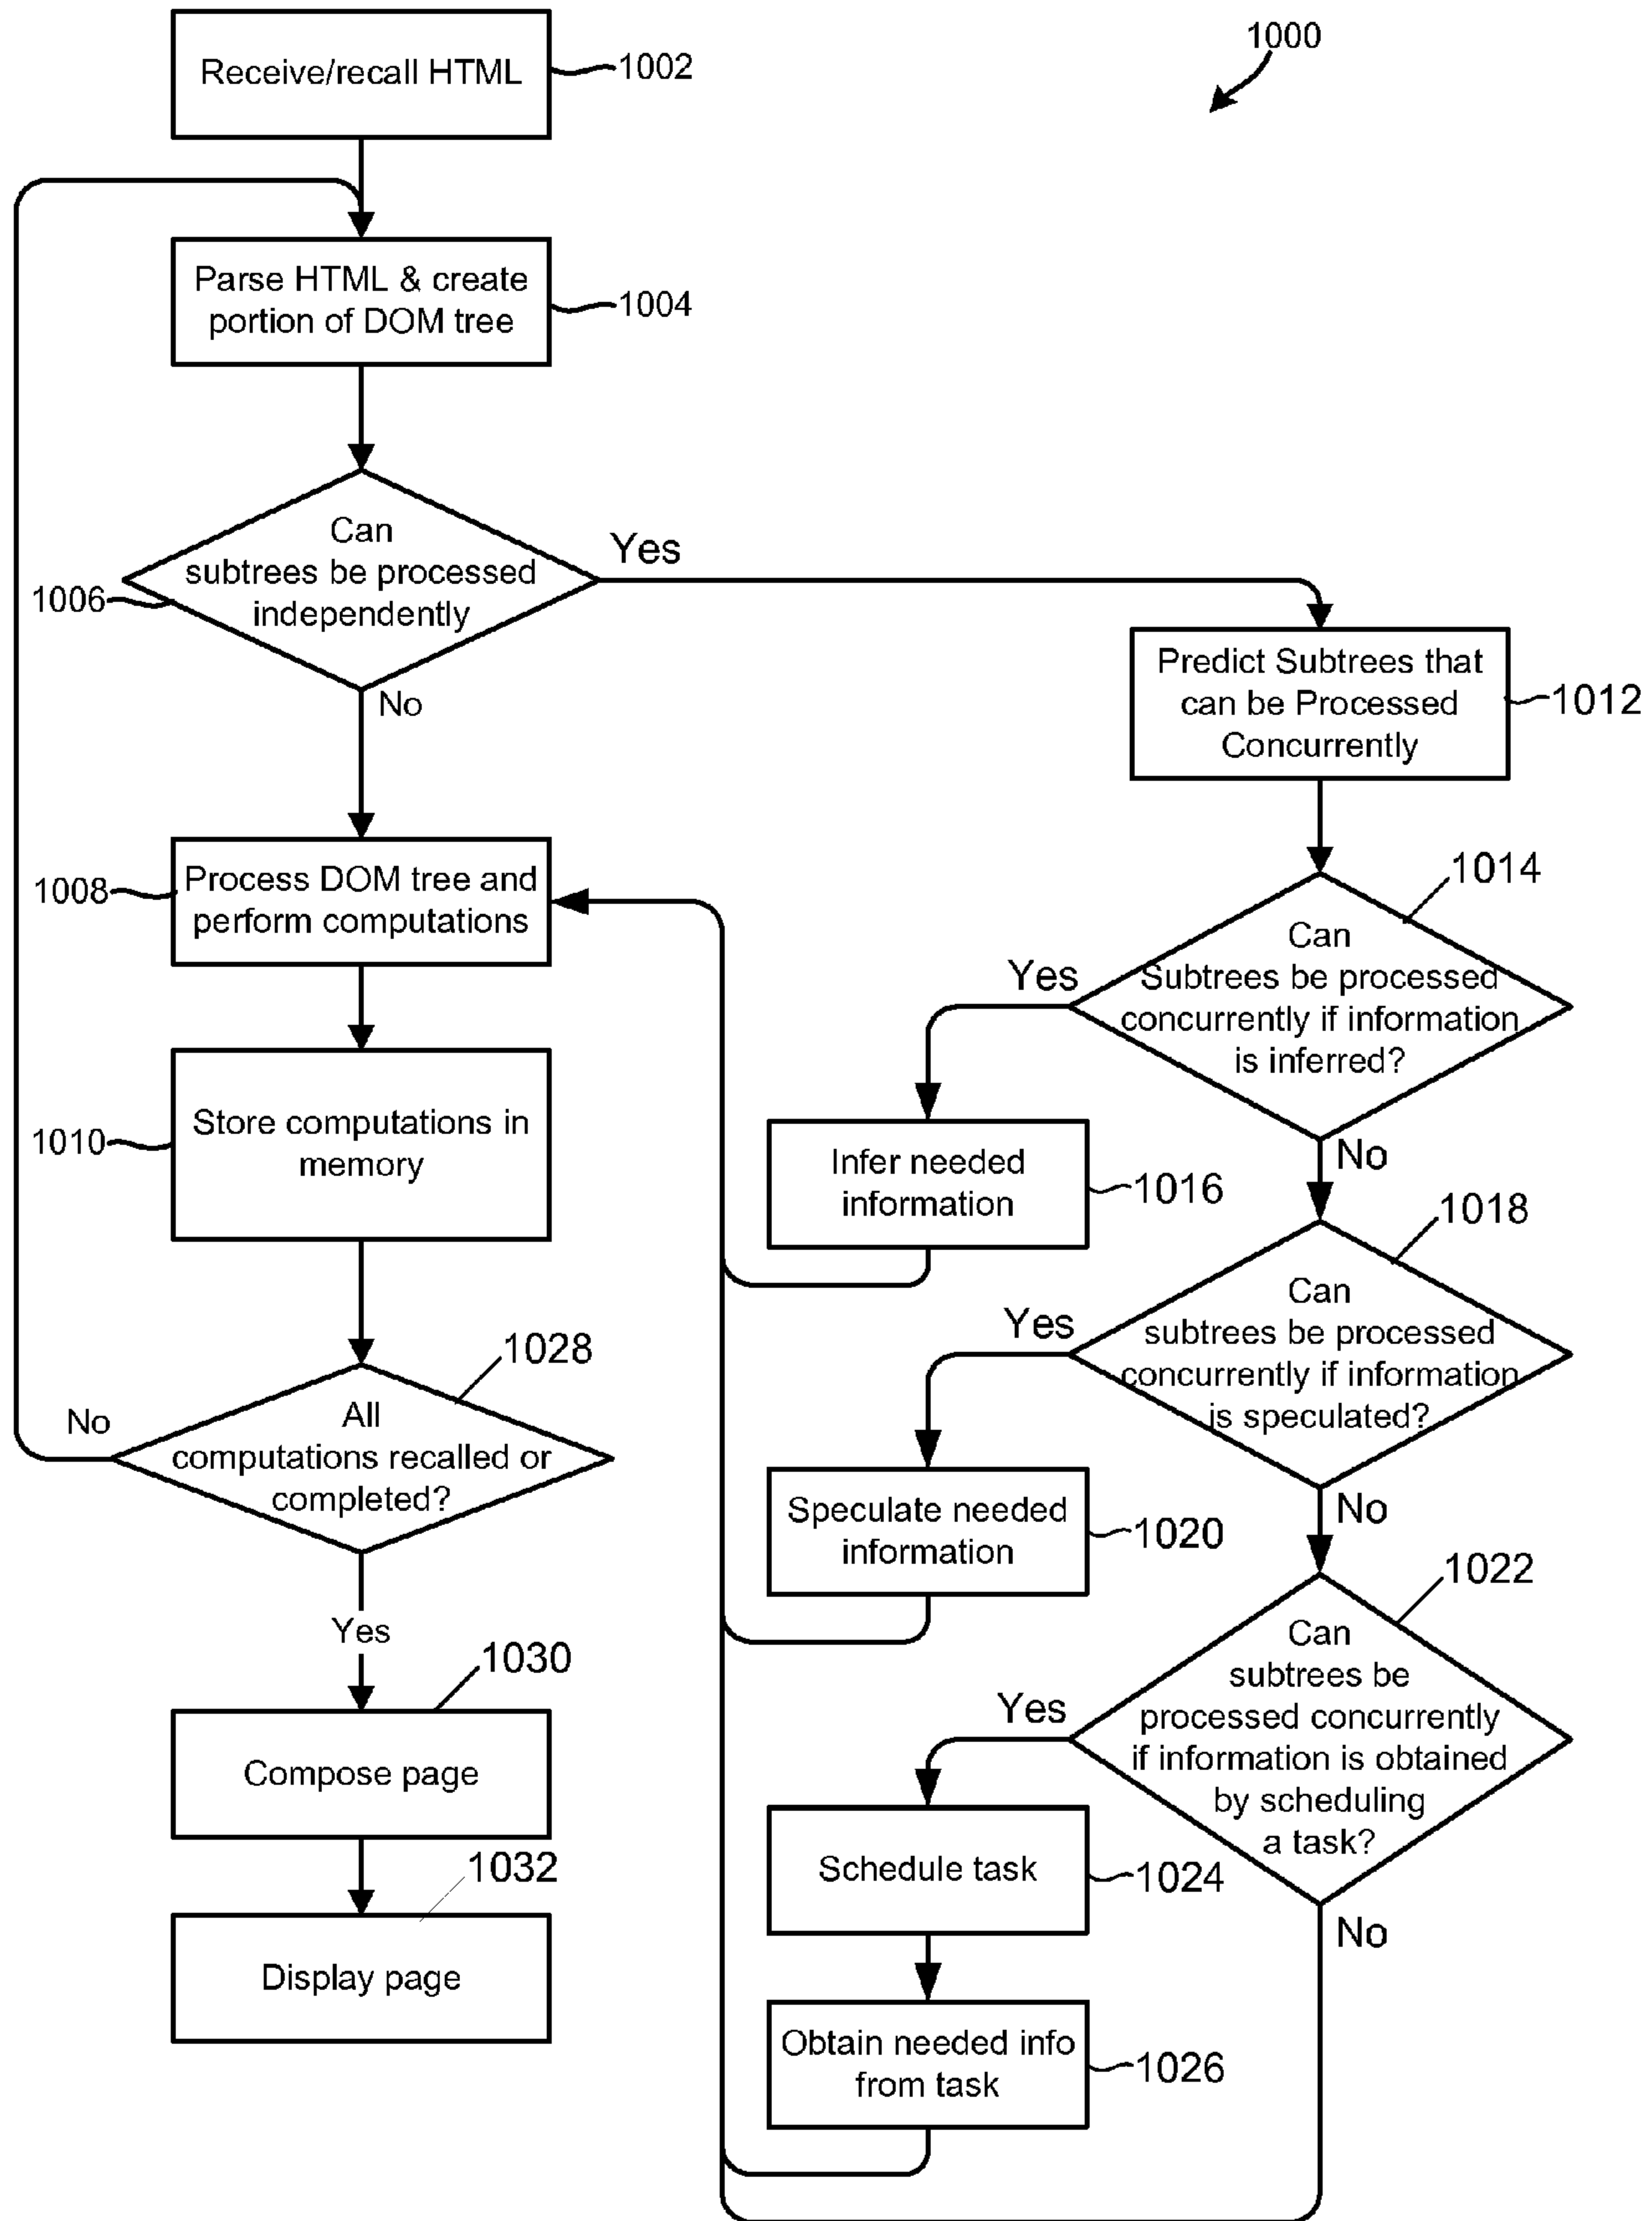 1000
Receive/recall HTML
1002
Parse HTML & create
portion of DOM tree
1004
Can
subtrees be processed
independently
1006
Yes
No
Predict Subtrees that
can be Processed
Concurrently
1012
Process DOM tree and
perform computations
1008
1014
Can
Subtrees be processed
concurrently if information
is inferred?
Yes
No
Store computations in
memory
1010
Infer needed
information
1016
1018
Can
subtrees be processed
concurrently if information
is speculated?
Yes
No
1028
All
computations recalled or
completed?
No
Yes
Speculate needed
information
1020
1022
Can
subtrees be
processed concurrently
if information is obtained
by scheduling
a task?
Yes
No
1030
Compose page
Schedule task
1024
1032
Display page
Obtain needed info
from task
1026